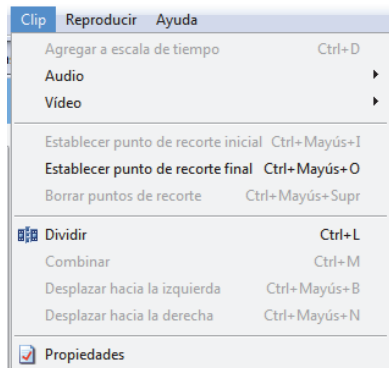 Clip Reproducir Ayuda
Agregar a escala de tiempo Ctrl+D
Audio
Vídeo
Establecer punto de recorte inicial Ctrl+Mayús+I
Establecer punto de recorte final Ctrl+Mayús+O
Borrar puntos de recorte Ctrl+Mayús+Supr
Dividir Ctrl+L
Combinar Ctrl+M
Desplazar hacia la izquierda Ctrl+Mayús+B
Desplazar hacia la derecha Ctrl+Mayús+N
Propiedades